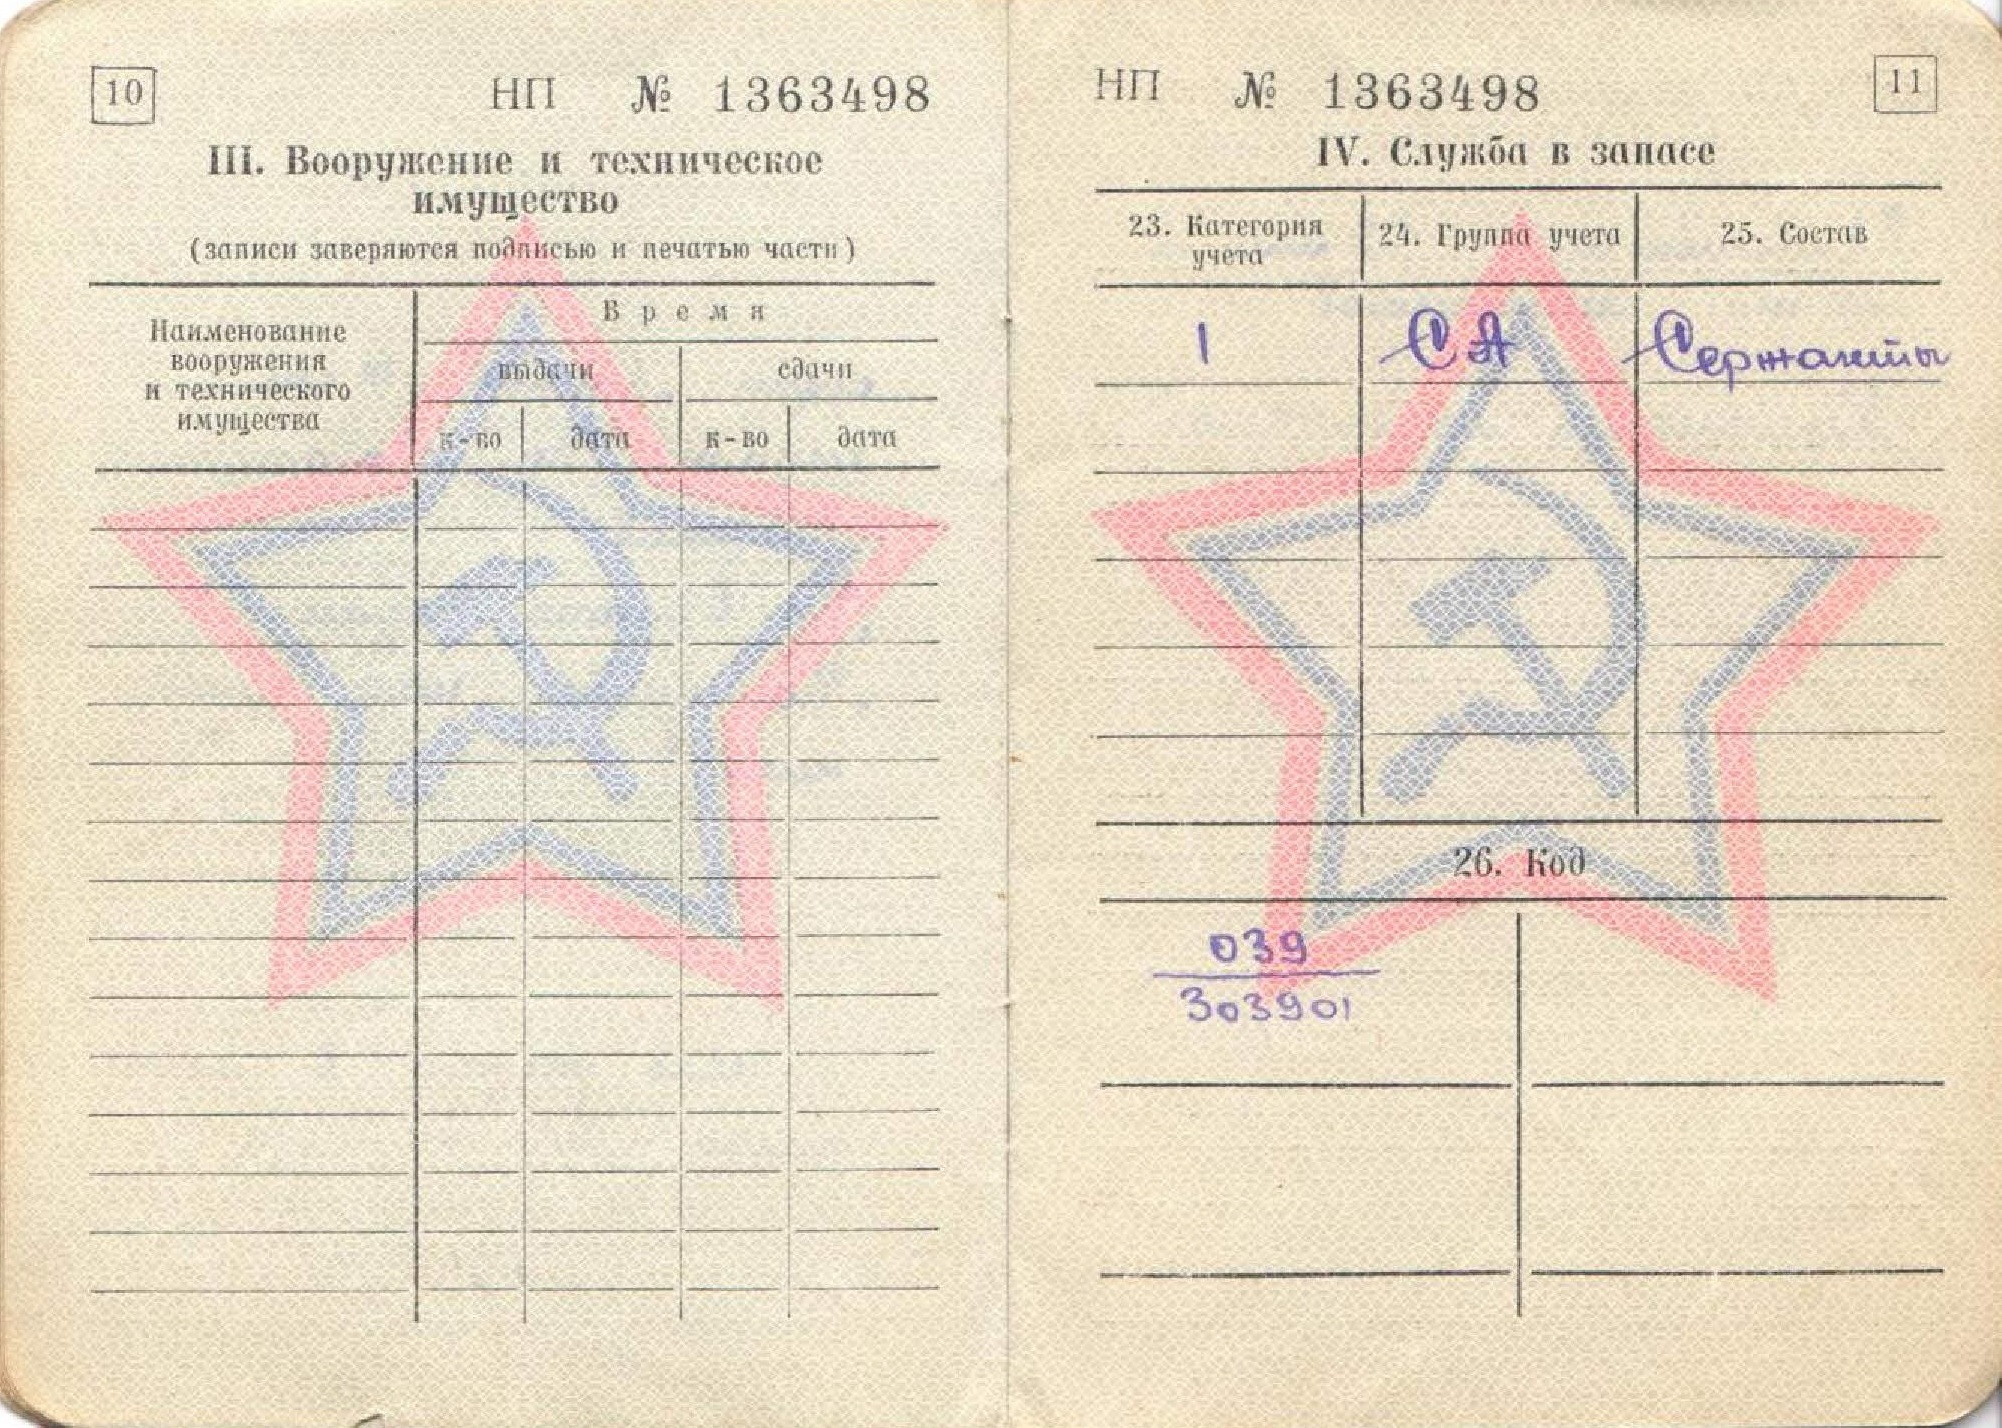 10
НП № 1363498
III. Вооружение и техническое
имущество
(записи заверяются подписью и печатью части)
Наименование
вооружения
и технического
имущества
Время
выдачи
сдачи
к-во
дата
к-во
дата
НП № 1363498
11
IV. Служба в запасе
23. Категория
учета
24. Группа учета
25. Состав
1
СА
Сержанты
26. Код
039
303901